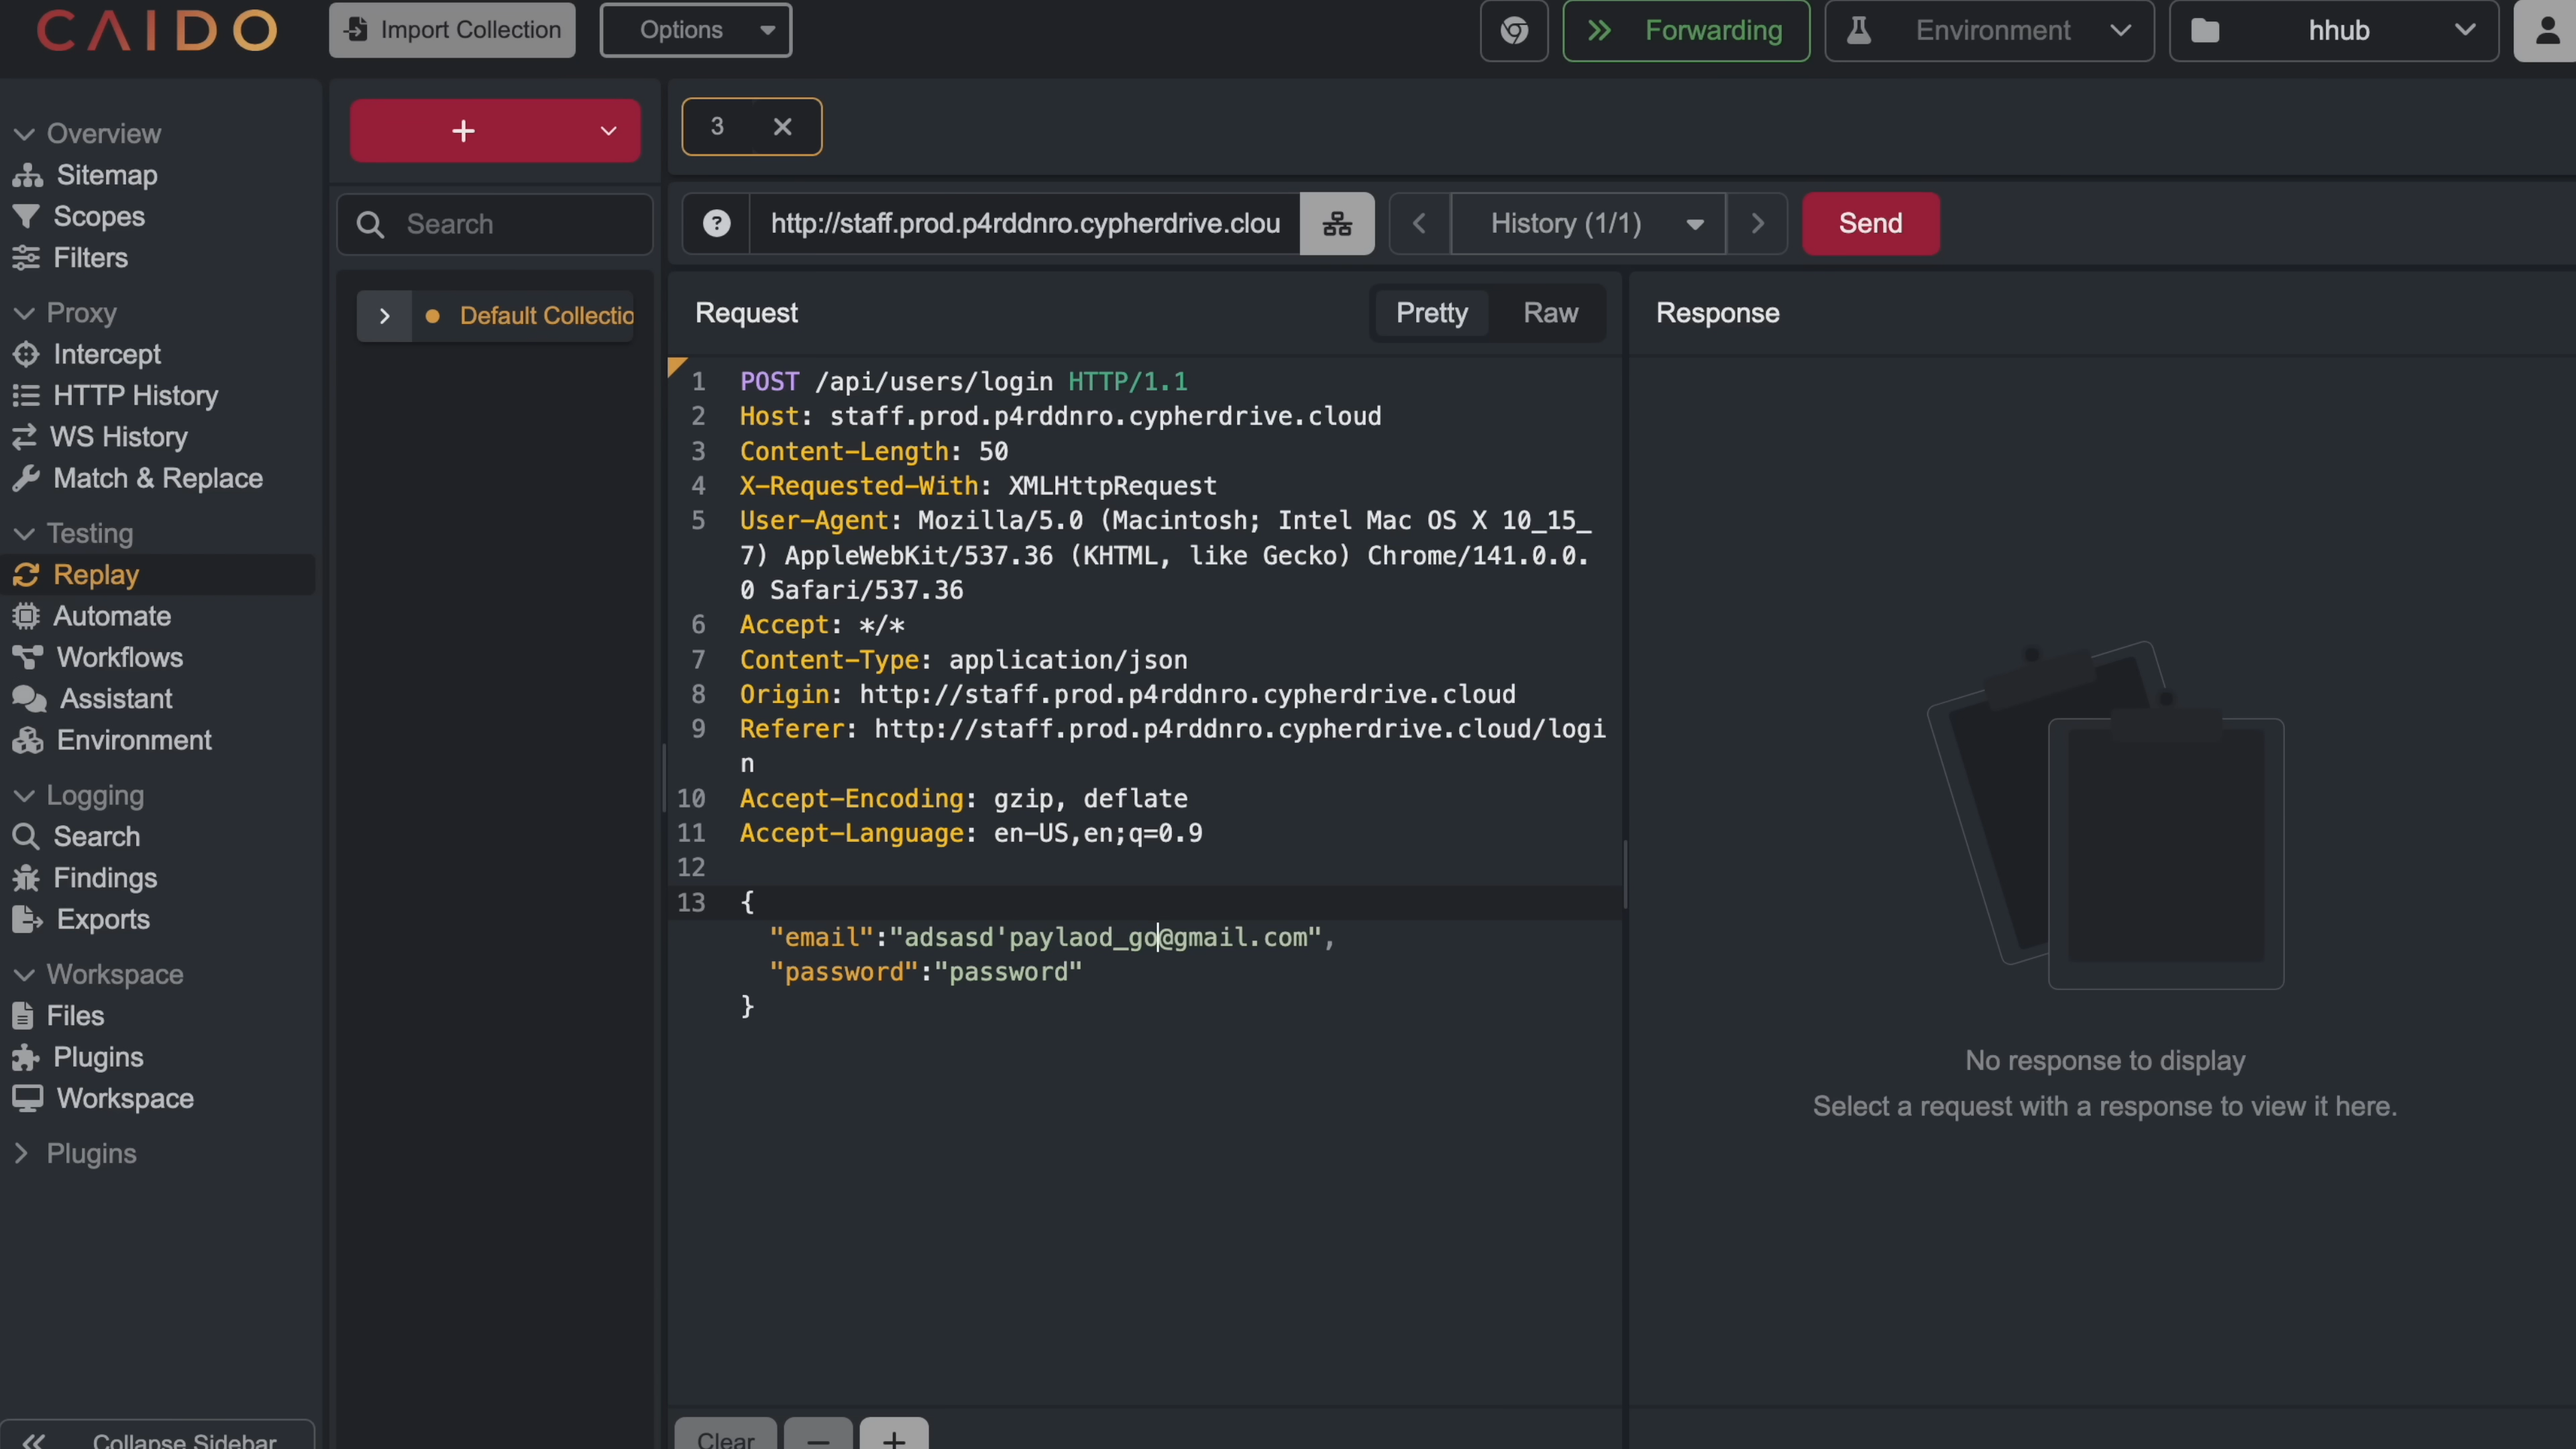 CAIDO
Import Collection
Options
Forwarding
Environment
hhub
Overview
Sitemap
Scopes
Filters
Proxy
Intercept
HTTP History
WS History
Match & Replace
Testing
Replay
Automate
Workflows
Assistant
Environment
Logging
Search
Findings
Exports
Workspace
Files
Plugins
Workspace
Plugins
Collapse Sidebar
+
Search
Default Collectio
3
http://staff.prod.p4rddnro.cypherdrive.clou
History (1/1)
Send
Request
Pretty
Raw
1 POST /api/users/login HTTP/1.1
2 Host: staff.prod.p4rddnro.cypherdrive.cloud
3 Content-Length: 50
4 X-Requested-With: XMLHttpRequest
5 User-Agent: Mozilla/5.0 (Macintosh; Intel Mac OS X 10_15_
7) AppleWebKit/537.36 (KHTML, like Gecko) Chrome/141.0.0.
0 Safari/537.36
6 Accept: */*
7 Content-Type: application/json
8 Origin: http://staff.prod.p4rddnro.cypherdrive.cloud
9 Referer: http://staff.prod.p4rddnro.cypherdrive.cloud/logi
n
10 Accept-Encoding: gzip, deflate
11 Accept-Language: en-US,en;q=0.9
12
13 {
"email":"adsasd'paylaod_go@gmail.com",
"password":"password"
}
Clear
Response
No response to display
Select a request with a response to view it here.